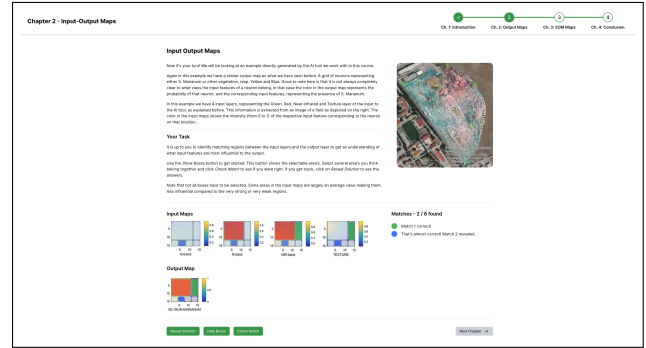 Chapter 2 - Input-Output Maps
Ch. 1: Introduction
Ch. 2: Output Maps
Ch. 3: SOM Maps
Ch. 4: Conclusion
Input Output Maps
Now it's your turn! We will be looking at an example directly generated by the AI tool we work with in this course.
Again in this example we have a similar output map as what we have seen before. A grid of neurons representing
either S. Marianum or other vegetation, resp. Yellow and Blue. Good to note here is that it is not always completely
clear to what class the input features of a neuron belong, in that case the color in the output map represents the
probability of that neuron, and the corresponding input features, representing the presence of S. Marianum.
In this example we have 4 input layers, representing the Green, Red, Near-Infrared and Texture layer of the input to
the AI tool, as explained before. This information is extracted from an image of a field as depicted on the right. The
color in the input maps shows the intensity (from 0 to 1) of the respective input feature corresponding to the neuron
on that location.
Your Task
It is up to you to identify matching regions between the input layers and the output layer to get an understanding of
what input features are most influential to the output.
Use the Show Boxes button to get started. This button shows the selectable area's. Select several area's you think
belong together and click Check Match to see if you were right. If you get stuck, click on Reveal Solution to see the
answers.
Note that not all boxes have to be selected. Some areas in the input maps are largely an average value making them
less influential compared to the very strong or very weak regions.
Input Maps
G-band
R-band
NIR-band
TEXTURE
Matches - 2 / 6 found
Match 1 correct!
That's almost correct! Match 2 revealed.
Output Map
SILYBUM MARIANUM
Reveal Solution
Hide Boxes
Check Match
Next Chapter →